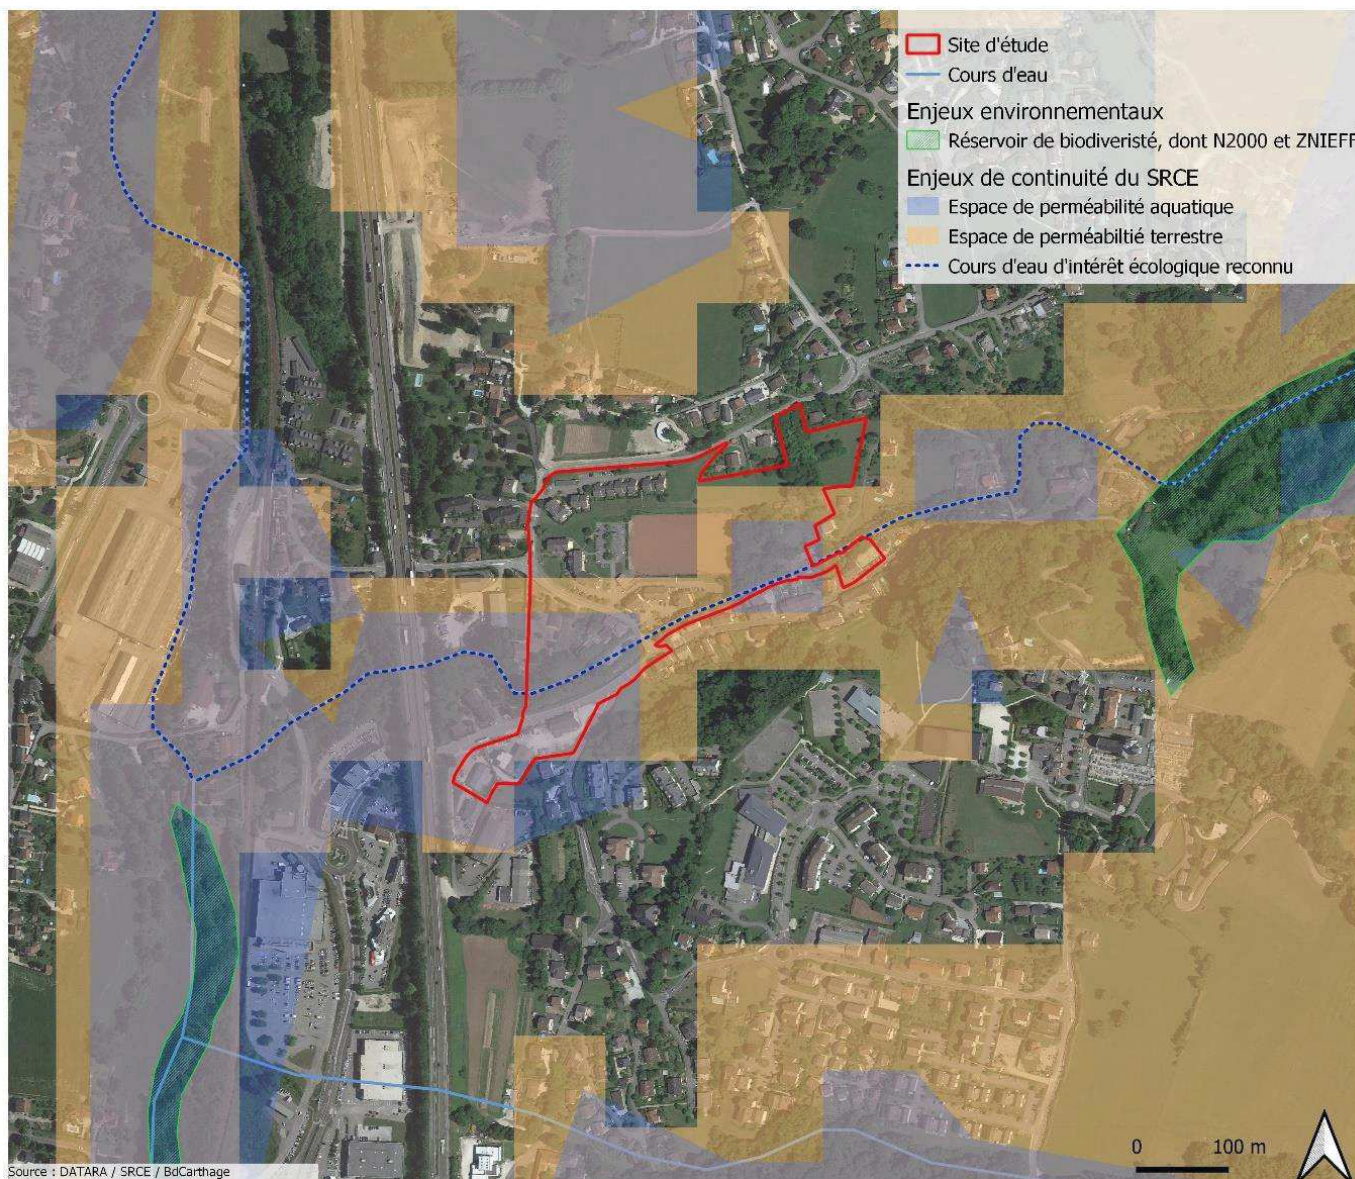 Site d'étude
Cours d'eau
Enjeux environnementaux
Réservoir de biodiveristé, dont N2000 et ZNIEFF
Enjeux de continuité du SRCE
Espace de perméabilité aquatique
Espace de perméabiltié terrestre
Cours d'eau d'intérêt écologique reconnu
0 100 m
Source : DATARA / SRCE / BdCarthage